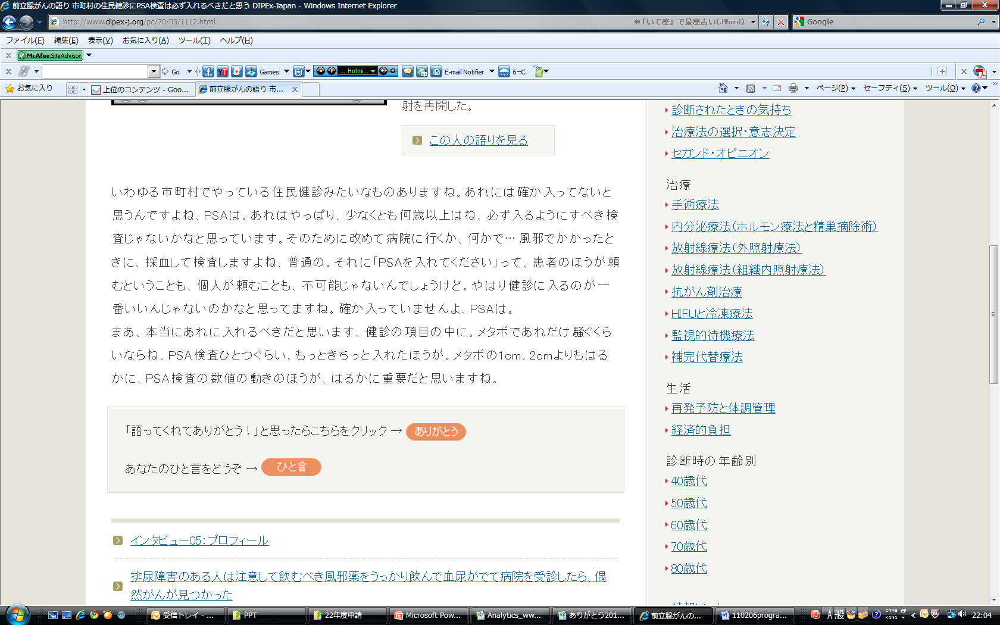 前立腺がんの語り 市町村の住民健診にPSA検査は必ず入れるべきだと思う DIPEx-Japan - Windows Internet Explorer
http://www.dipex-j.org/pc/70/05/1112.html
「いて座」で星座占い(JWord)
Google
ファイル(F) 編集(E) 表示(V) お気に入り(A) ツール(T) ヘルプ(H)
McAfee SiteAdvisor
Go
Games
Hotmi...
E-mail Notifier
6~C
お気に入り
上位のコンテンツ - Goo...
前立腺がんの語り 市...
ページ(P) セーフティ(S) ツール(O)
射を再開した。
この人の語りを見る
いわゆる市町村でやっている住民健診みたいなものありますね。あれには確か入ってないと
思うんですよね、PSAは。あれはやっぱり、少なくとも何歳以上はね、必ず入るようにすべき検
査じゃないかなと思っています。そのために改めて病院に行くか、何かで… 風邪でかかったと
きに、採血して検査しますよね、普通の。それに「PSAを入れてください」って、患者のほうが頼
むということも、個人が頼むことも、不可能じゃないんでしょうけど。やはり健診に入るのが一
番いいんじゃないのかなと思ってますね。確か入っていませんよ、PSAは。
まあ、本当にあれに入れるべきだと思います、健診の項目の中に。メタボであれだけ騒ぐくら
いならね、PSA検査ひとつぐらい、もっときちっと入れたほうが。メタボの1cm、2cmよりもはる
かに、PSA検査の数値の動きのほうが、はるかに重要だと思いますね。
「語ってくれてありがとう！」と思ったらこちらをクリック → ありがとう
あなたのひと言をどうぞ → ひと言
インタビュー05：プロフィール
排尿障害のある人は注意して飲むべき風邪薬をうっかり飲んで血尿がでて病院を受診したら、偶
然がんが見つかった
診断されたときの気持ち
治療法の選択・意志決定
セカンド・オピニオン
治療
手術療法
内分泌療法（ホルモン療法と精巣摘除術）
放射線療法（外照射療法）
放射線療法（組織内照射療法）
抗がん剤治療
HIFUと冷凍療法
監視的待機療法
補完代替療法
生活
再発予防と体調管理
経済的負担
診断時の年齢別
40歳代
50歳代
60歳代
70歳代
80歳代
受信トレイ - ...
PPT
22年度申請
Microsoft Pow...
Analytics_ww...
ありがとう201...
前立腺がんの...
110206progra...
A 般
CAPS
KANA
22:04